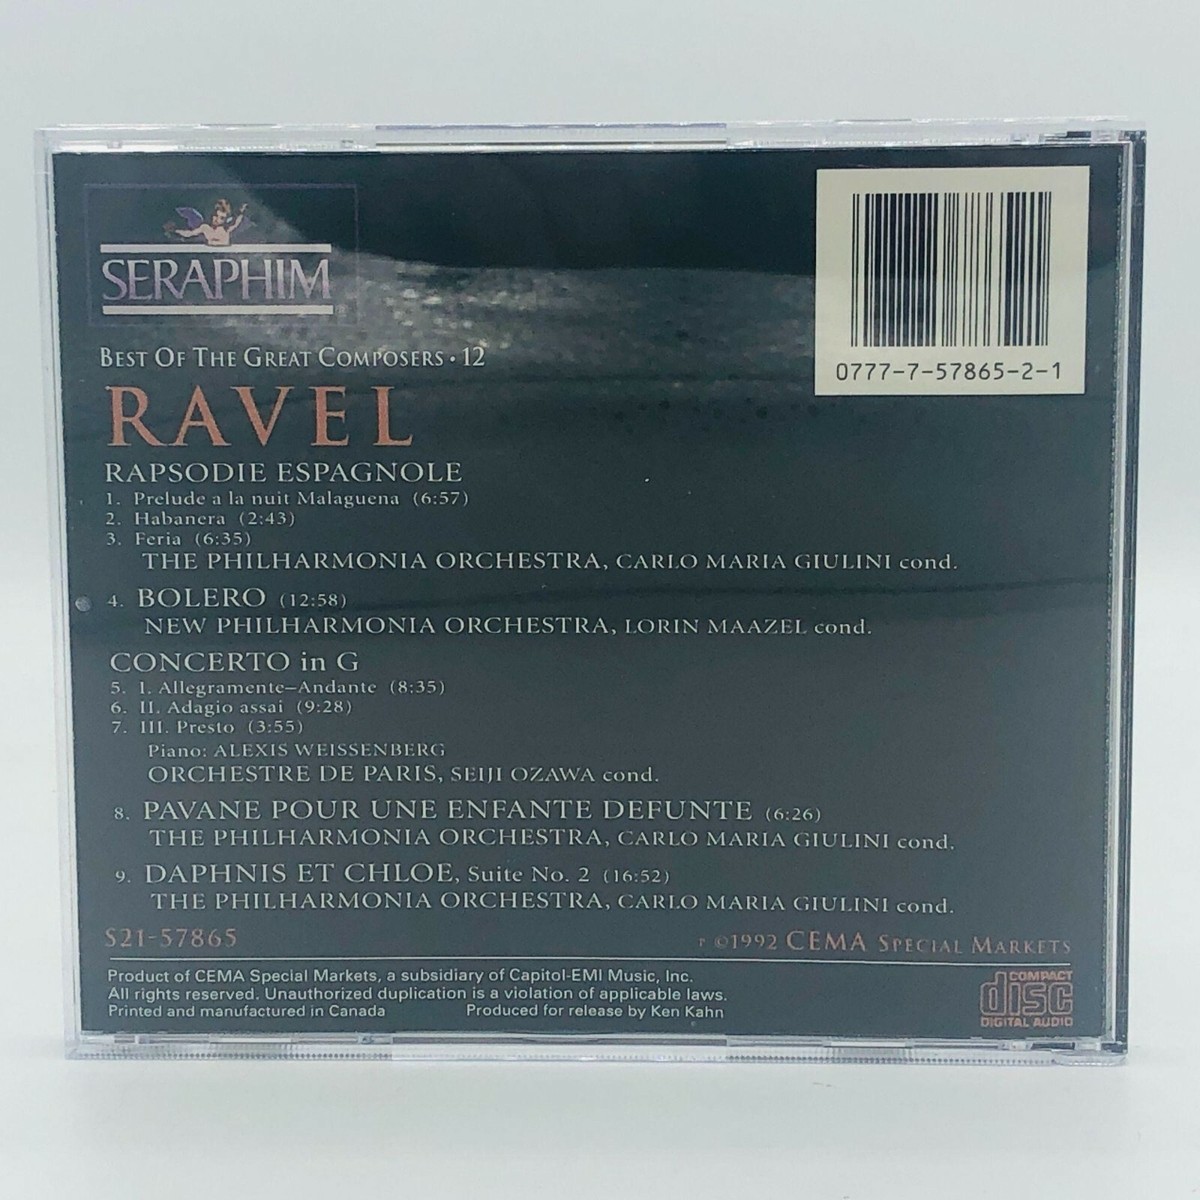 SERAPHIM
0777-7-57865-2-1
BEST OF THE GREAT COMPOSERS • 12
RAVEL
RAPSODIE ESPAGNOLE
1. Prelude a la nuit Malaguena (6:57)
2. Habanera (2:43)
3. Feria (6:35)
THE PHILHARMONIA ORCHESTRA, CARLO MARIA GIULINI cond.
4. BOLERO (12:58)
NEW PHILHARMONIA ORCHESTRA, LORIN MAAZEL cond.
CONCERTO in G
5. I. Allegramente–Andante (8:35)
6. II. Adagio assai (9:28)
7. III. Presto (3:55)
Piano: ALEXIS WEISSENBERG
ORCHESTRE DE PARIS, SEIJI OZAWA cond.
8. PAVANE POUR UNE ENFANTE DEFUNTE (6:26)
THE PHILHARMONIA ORCHESTRA, CARLO MARIA GIULINI cond.
9. DAPHNIS ET CHLOE, Suite No. 2 (16:52)
THE PHILHARMONIA ORCHESTRA, CARLO MARIA GIULINI cond.
S21-57865
P ©1992 CEMA SPECIAL MARKETS
Product of CEMA Special Markets, a subsidiary of Capitol-EMI Music, Inc.
All rights reserved. Unauthorized duplication is a violation of applicable laws.
Printed and manufactured in Canada Produced for release by Ken Kahn
COMPACT
disc
DIGITAL AUDIO